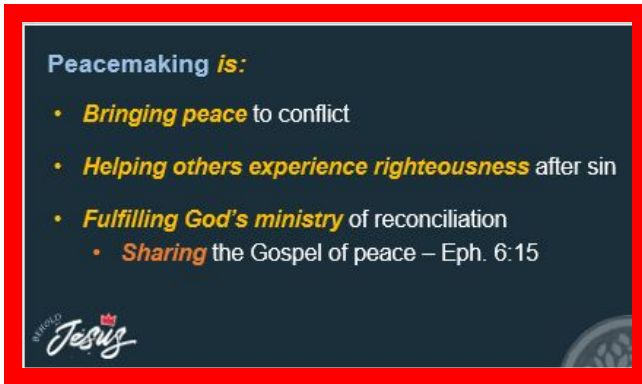 Peacemaking is:
• Bringing peace to conflict
• Helping others experience righteousness after sin
• Fulfilling God's ministry of reconciliation
• Sharing the Gospel of peace – Eph. 6:15
BEHOLD
Jesus